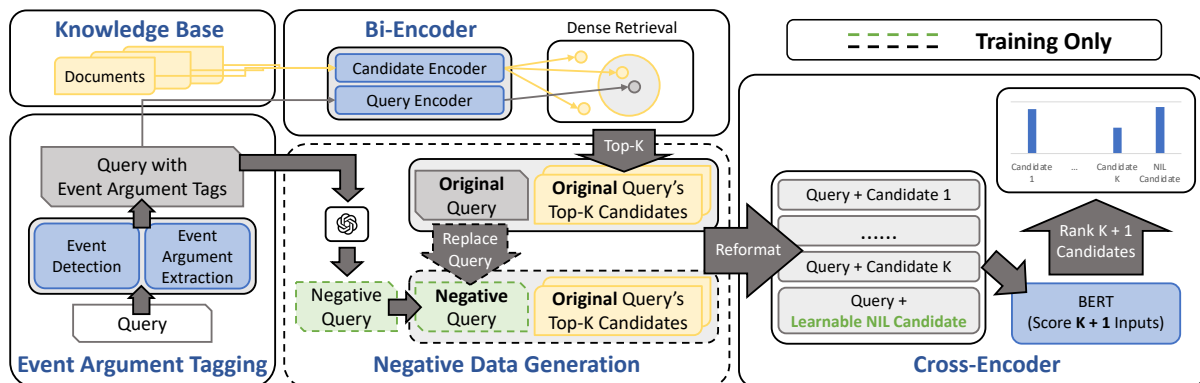 Knowledge Base
Documents
Bi-Encoder
Candidate Encoder
Query Encoder
Dense Retrieval
Training Only
Query with
Event Argument Tags
Event
Detection
Event
Argument
Extraction
Query
Event Argument Tagging
Top-K
Original
Query
Original Query's
Top-K Candidates
Replace
Query
Negative
Query
Negative
Query
Original Query's
Top-K Candidates
Negative Data Generation
Reformat
Query + Candidate 1
......
Query + Candidate K
Query +
Learnable NIL Candidate
BERT
(Score K + 1 Inputs)
Rank K + 1
Candidates
Candidate
1
...
Candidate
K
NIL
Candidate
Cross-Encoder